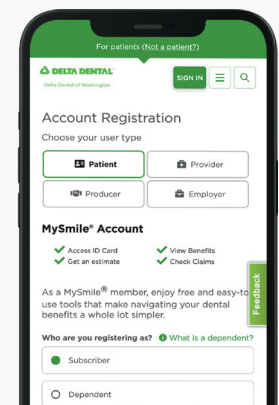 For patients (Not a patient?)
DELTA DENTAL®
Delta Dental of Washington
SIGN IN
Account Registration
Choose your user type
Patient
Provider
Producer
Employer
MySmile® Account
Access ID Card
View Benefits
Get an estimate
Check Claims
As a MySmile® member, enjoy free and easy-to
use tools that make navigating your dental
benefits a whole lot simpler.
Who are you registering as? What is a dependent?
Subscriber
Dependent
Feedback